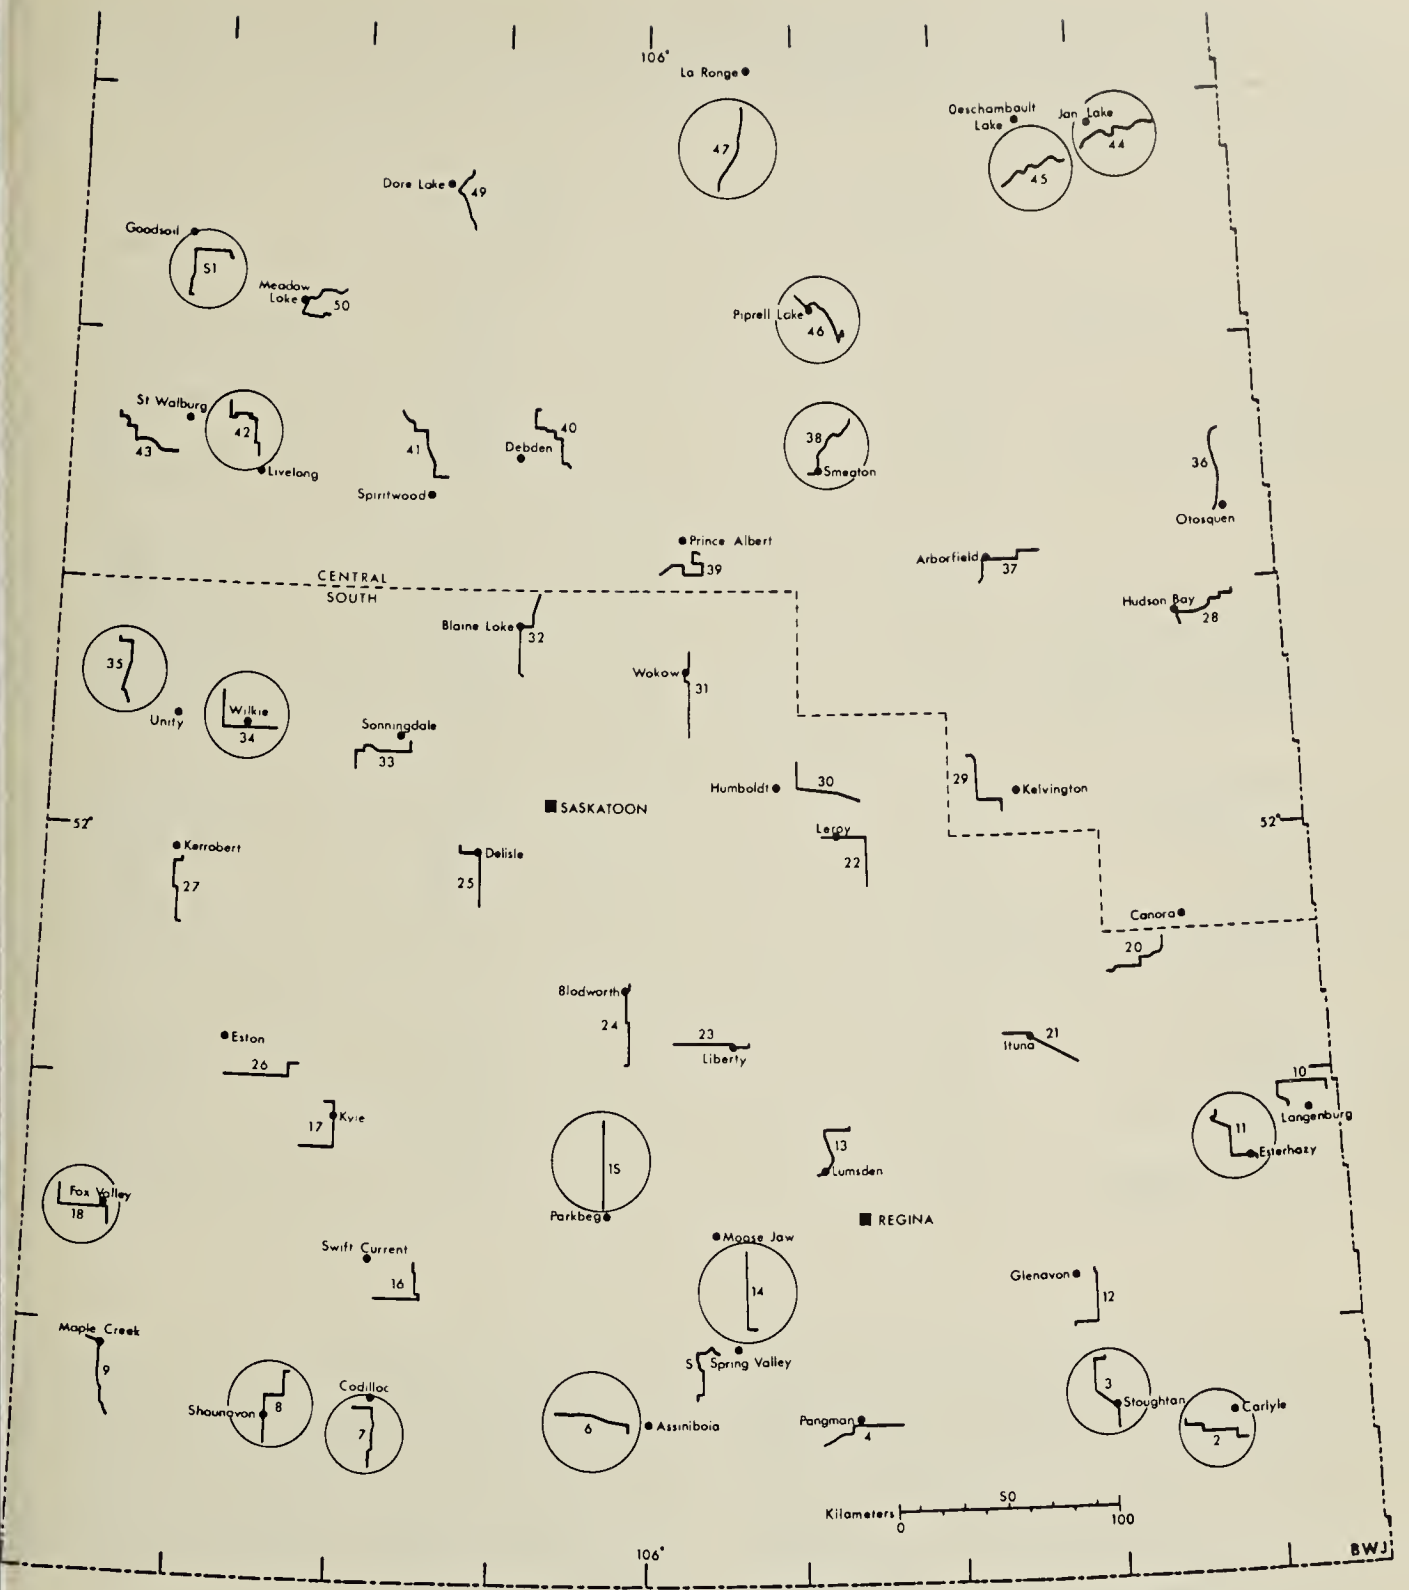 106°
La Ronge
47
Deschambault
Lake
45
Jan Lake
44
Dore Lake
49
Goodsoil
51
Meadow
Lake
50
Piprell Lake
46
St Walburg
43
42
Livelong
41
Spiritwood
40
Debden
38
Smeaton
36
Otosquen
Prince Albert
39
Arborfield
37
Hudson Bay
28
CENTRAL
SOUTH
Blaine Lake
32
35
Unity
Wilkie
34
Sonningdale
33
Wakaw
31
Humboldt
30
29
Kelvington
SASKATOON
52°
52°
Leroy
22
Kerrobert
27
Delisle
25
Canora
20
Bladworth
24
23
Liberty
Ituna
21
Eston
26
Kyle
17
10
Langenburg
11
Esterhazy
15
Parkbeg
13
Lumsden
REGINA
Fox Valley
18
Swift Current
16
Moose Jaw
14
Glenavon
12
Maple Creek
9
5
Spring Valley
Shaunavon
8
Cadillac
7
6
Assiniboia
Pangman
4
3
Stoughton
Carlyle
2
Kilometers
0
50
100
106°
BWJ